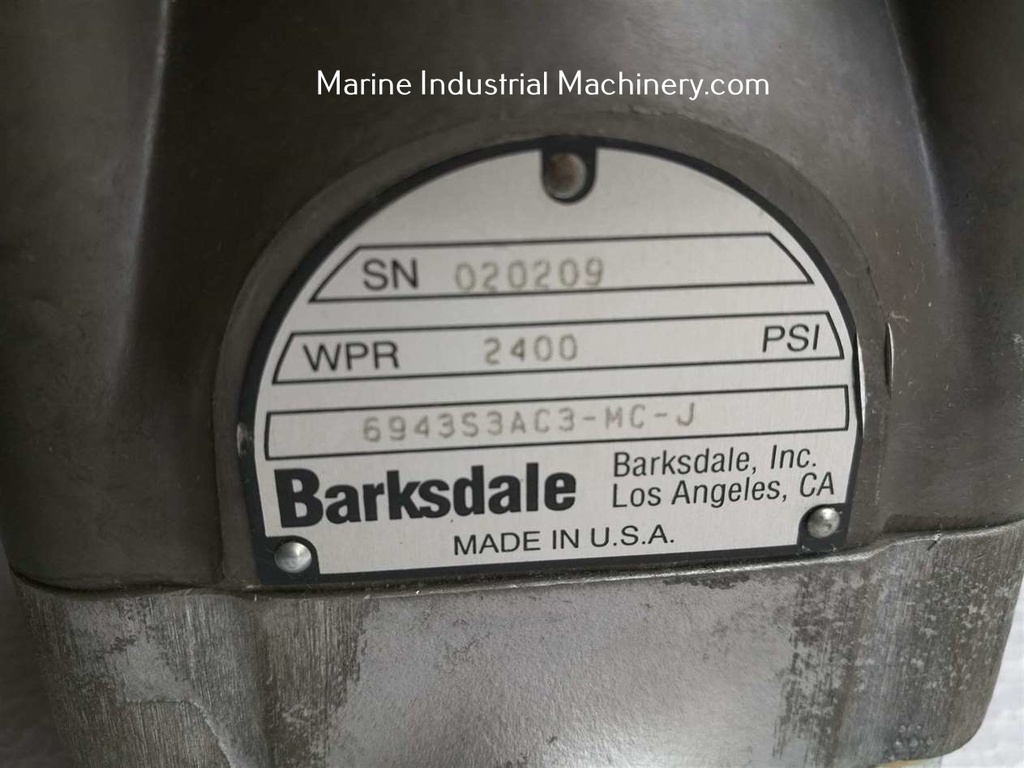 Marine Industrial Machinery.com
SN 020209
WPR 2400 PSI
6943S3AC3-MC-J
Barksdale
Barksdale, Inc.
Los Angeles, CA
MADE IN U.S.A.